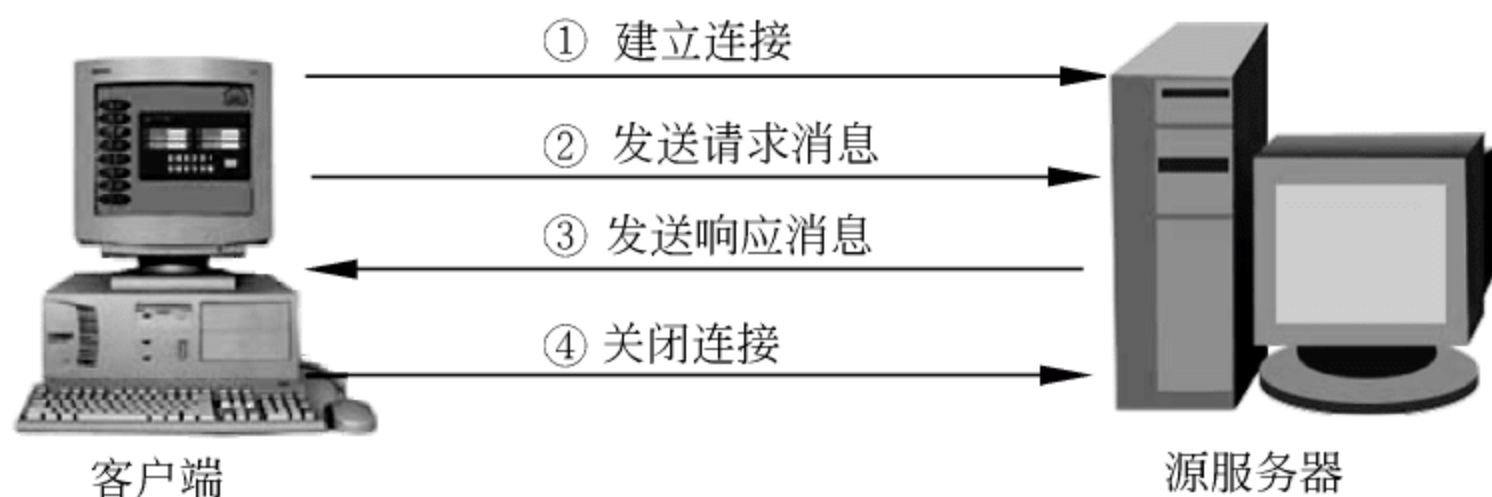 ① 建立连接
② 发送请求消息
③ 发送响应消息
④ 关闭连接
客户端
源服务器